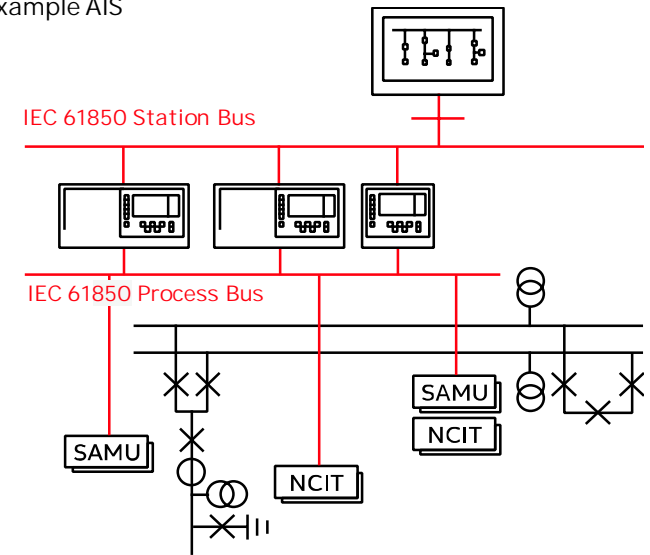 xample AIS
IEC 61850 Station Bus
IEC 61850 Process Bus
SAMU
NCIT
SAMU
NCIT